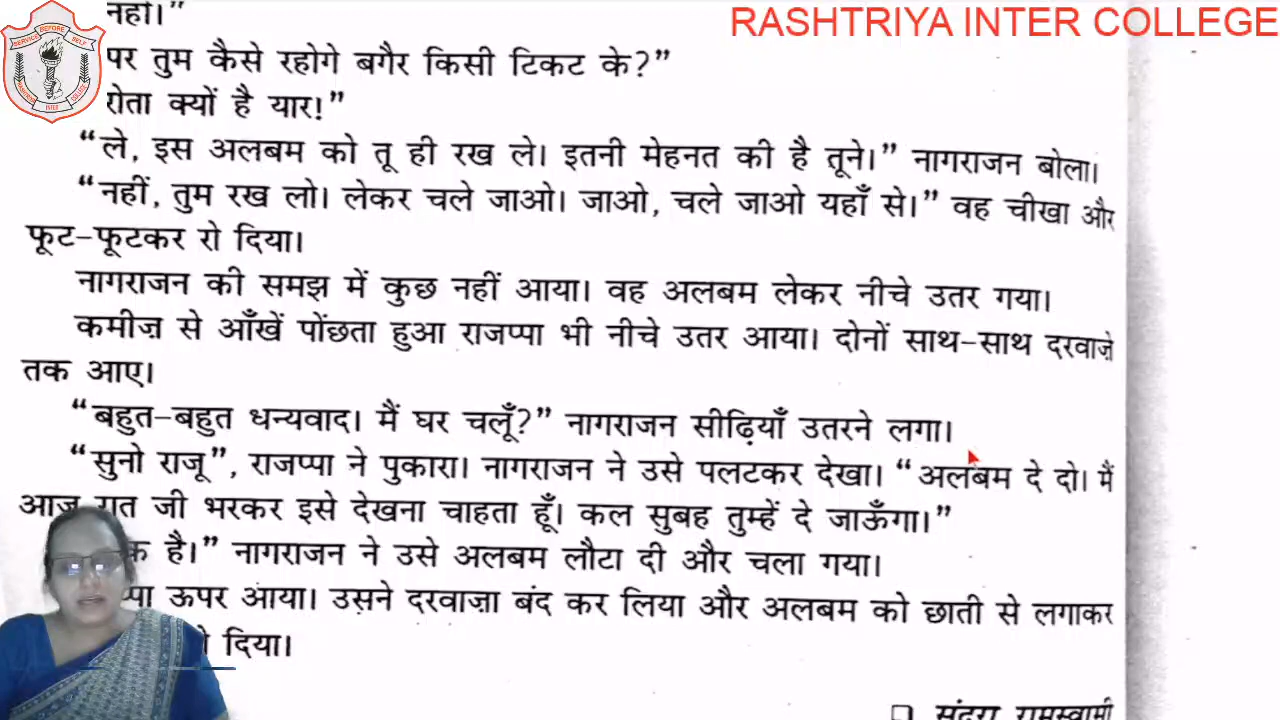 RASHTRIYA INTER COLLEGE
SERVICE BEFORE SELF
नहीं।”
पर तुम कैसे रहोगे बगैर किसी टिकट के?”
रोता क्यों है यार!”
“ले, इस अलबम को तू ही रख ले। इतनी मेहनत की है तूने।” नागराजन बोला।
“नहीं, तुम रख लो। लेकर चले जाओ। जाओ, चले जाओ यहाँ से।” वह चीखा और
फूट-फूटकर रो दिया।
नागराजन की समझ में कुछ नहीं आया। वह अलबम लेकर नीचे उतर गया।
कमीज़ से आँखें पोंछता हुआ राजप्पा भी नीचे उतर आया। दोनों साथ-साथ दरवाज़े
तक आए।
“बहुत-बहुत धन्यवाद। मैं घर चलूँ?” नागराजन सीढ़ियाँ उतरने लगा।
“सुनो राजू”, राजप्पा ने पुकारा। नागराजन ने उसे पलटकर देखा। “अलबम दे दो। मैं
आज रात जी भरकर इसे देखना चाहता हूँ। कल सुबह तुम्हें दे जाऊँगा।”
क है।” नागराजन ने उसे अलबम लौटा दी और चला गया।
प्पा ऊपर आया। उसने दरवाज़ा बंद कर लिया और अलबम को छाती से लगाकर
दिया।
सुंदरा रामस्वामी